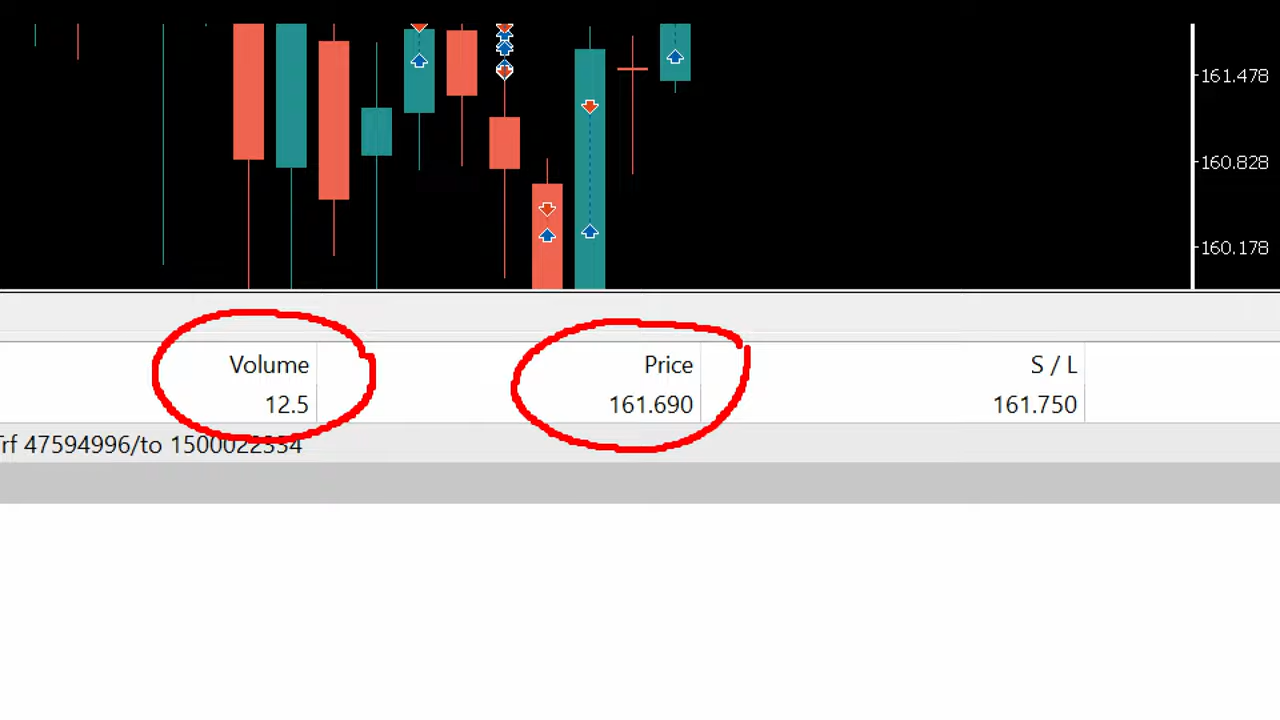 161.478
160.828
160.178
Volume Price S / L
12.5 161.690 161.750
rf 47594996/to 1500022334